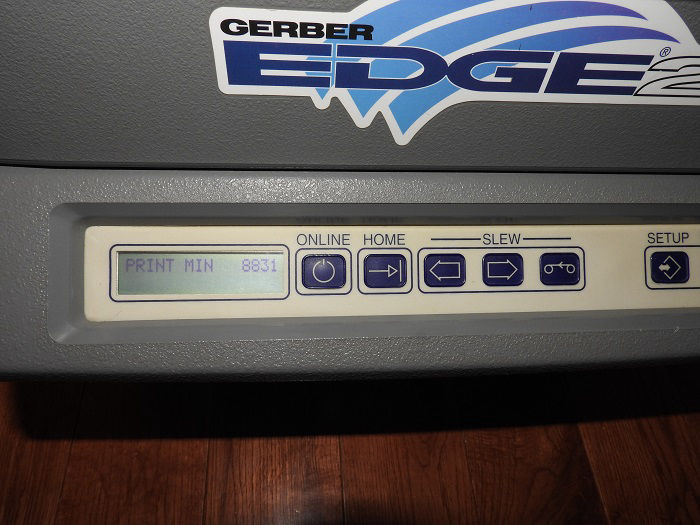 GERBER
EDGE 2
®
ONLINE HOME SLEW SETUP
PRINT MIN 8831